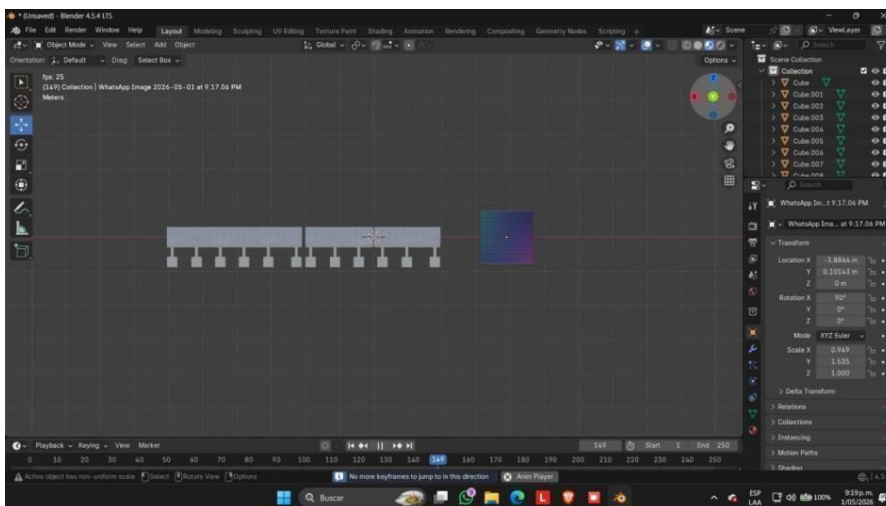 * (Unsaved) - Blender 4.5.4 LTS
File Edit Render Window Help Layout Modeling Sculpting UV Editing Texture Paint Shading Animation Rendering Compositing Geometry Nodes Scripting + Scene ViewLayer
Object Mode View Select Add Object Global Search
Orientation: Default Drag: Select Box Options
Scene Collection
Collection
fps: 25
(149) Collection | WhatsApp Image 2026-05-01 at 9.17.06 PM
Meters
Cube
Cube.001
Cube.002
Cube.003
Cube.004
Cube.005
Cube.006
Cube.007
Cube.008
Search
WhatsApp Im...t 9.17.06 PM
WhatsApp Ima... at 9.17.06 PM
Transform
Location X -3.8864 m
Y 0.10143 m
Z 0 m
Rotation X 90°
Y 0°
Z 0°
Mode XYZ Euler
Scale X 0.949
Y 1.535
Z 1.000
Delta Transform
Relations
Collections
Instancing
Motion Paths
Shading
Playback Keying View Marker 149 Start 1 End 250
0 10 20 30 40 50 60 70 80 90 100 110 120 130 140 149 160 170 180 190 200 210 220 230 240 250
Active object has non-uniform scale Select Rotate View Options No more keyframes to jump to in this direction Anim Player 4.5
Buscar
ESP
LAA
100%
9:19 p.m.
1/05/2026